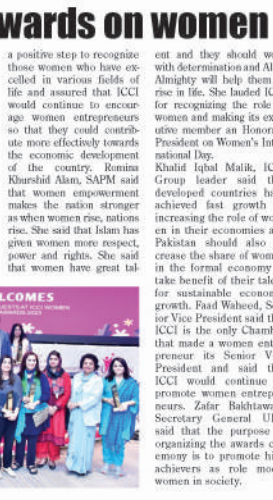 wards on women
a positive step to recognize
those women who have ex-
celled in various fields of
life and assured that ICCI
would continue to encour-
age women entrepreneurs
so that they could contrib-
ute more effectively towards
the economic development
of the country. Romina
Khurshid Alam, SAPM said
that women empowerment
makes the nation stronger
as when women rise, nations
rise. She said that Islam has
given women more respect,
power and rights. She said
that women have great tal-
ent and they should wo
with determination and Al
Almighty will help them
rise in life. She lauded IC
for recognizing the role
women and making its ex
utive member an Honor
President on Women's Int
national Day.
Khalid Iqbal Malik, IC
Group leader said th
developed countries ha
achieved fast growth
increasing the role of wo
en in their economies a
Pakistan should also
crease the share of wome
in the formal economy
take benefit of their tale
for sustainable econom
growth. Faad Waheed, Se
ior Vice President said th
ICCI is the only Chamb
that made a women ent
preneur its Senior V
President and said th
ICCI would continue
promote women entrep
neurs. Zafar Bakhtawa
Secretary General UI
said that the purpose
organizing the awards c
emony is to promote hi
achievers as role mod
women in society.
LCOMES
GUESTS AT ICCI WOMEN
AWARDS 2023